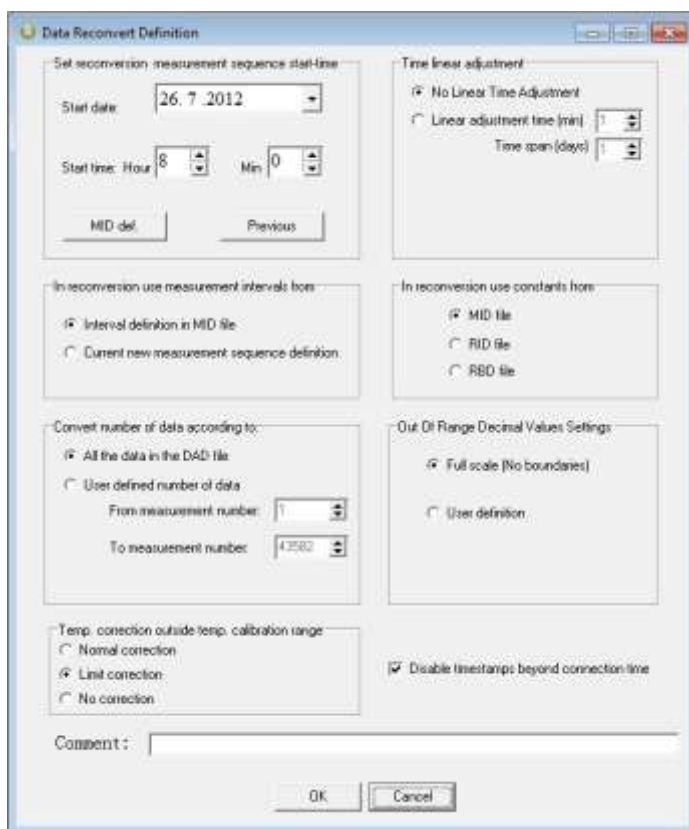 Data Reconvert Definition
Set reconversion measurement sequence start-time
Start date:
26. 7 .2012
Start time: Hour 8 Min 0
MID def.
Previous
Time linear adjustment
No Linear Time Adjustment
Linear adjustment time (min) 1
Time span (days) 1
In reconversion use measurement intervals from
Interval definition in MID file
Current new measurement sequence definition
In reconversion use constants from
MID file
RID file
RBD file
Convert number of data according to:
All the data in the DAD file
User defined number of data
From measurement number: 1
To measurement number: 43582
Out Of Range Decimal Values Settings
Full scale (No boundaries)
User definition
Temp. correction outside temp. calibration range
Normal correction
Limit correction
No correction
Disable timestamps beyond connection time
Comment:
OK
Cancel